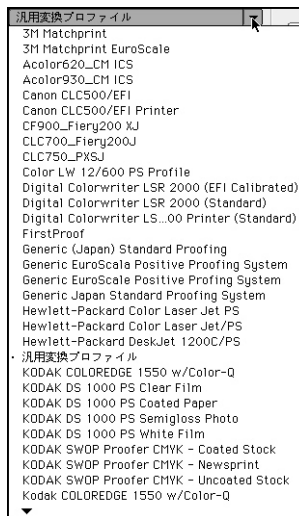 汎用変換プロファイル
3M Matchprint
3M Matchprint EuroScale
Acolor620_CM ICS
Acolor930_CM ICS
Canon CLC500/EFI
Canon CLC500/EFI Printer
CF900_Fiery200 XJ
CLC700_Fiery200J
CLC750_PXSJ
Color LW 12/600 PS Profile
Digital Colorwriter LSR 2000 (EFI Calibrated)
Digital Colorwriter LSR 2000 (Standard)
Digital Colorwriter LS...00 Printer (Standard)
FirstProof
Generic (Japan) Standard Proofing
Generic EuroScala Positive Proofing System
Generic EuroScale Positive Profing System
Generic Japan Standard Proofing System
Hewlett-Packard Color Laser Jet PS
Hewlett-Packard Color Laser Jet/PS
Hewlett-Packard DeskJet 1200C/PS
・汎用変換プロファイル
KODAK COLOREDGE 1550 w/Color-Q
KODAK DS 1000 PS Clear Film
KODAK DS 1000 PS Coated Paper
KODAK DS 1000 PS Semigloss Photo
KODAK DS 1000 PS White Film
KODAK SWOP Proofer CMYK - Coated Stock
KODAK SWOP Proofer CMYK - Newsprint
KODAK SWOP Proofer CMYK - Uncoated Stock
Kodak COLOREDGE 1550 w/Color-Q